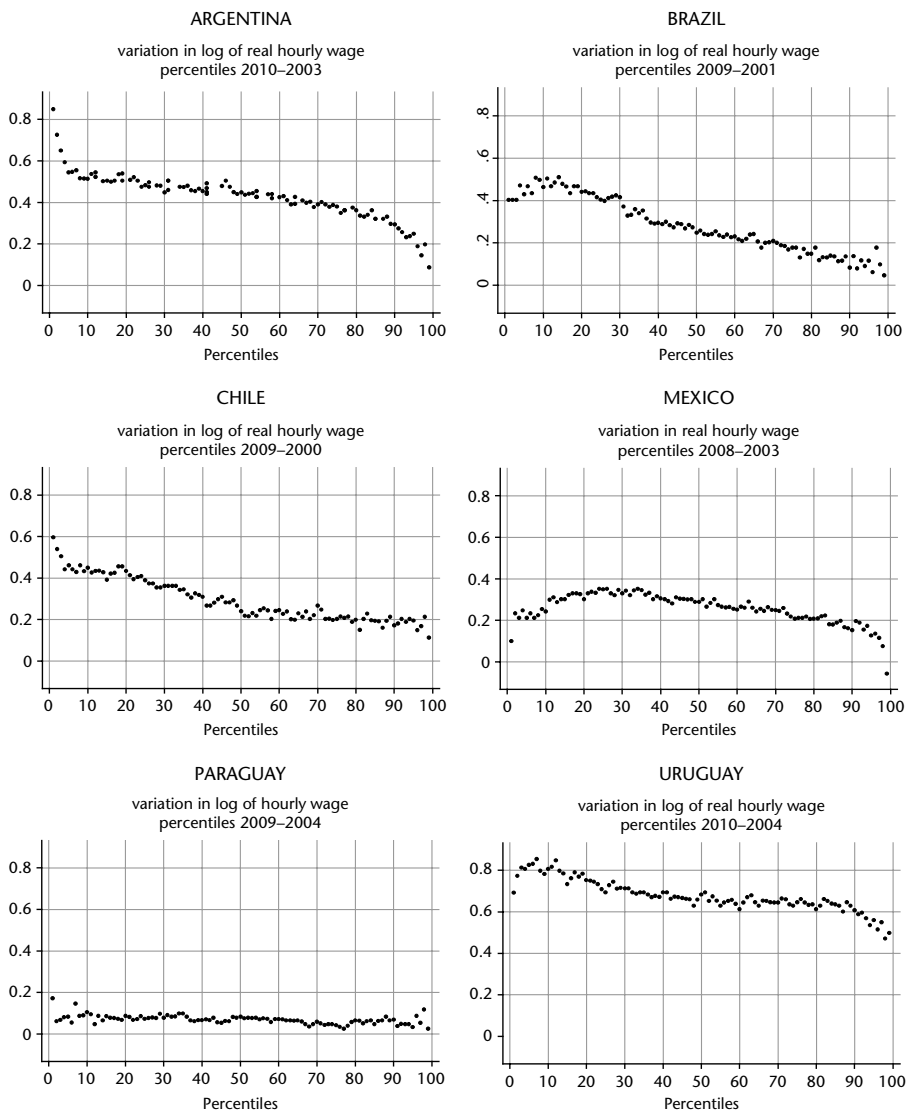 ARGENTINA
variation in log of real hourly wage
percentiles 2010–2003
0.8
0.6
0.4
0.2
0
0 10 20 30 40 50 60 70 80 90 100
Percentiles
BRAZIL
variation in log of real hourly wage
percentiles 2009–2001
.8
.6
.4
.2
0
0 10 20 30 40 50 60 70 80 90 100
Percentiles
CHILE
variation in log of real hourly wage
percentiles 2009–2000
0.8
0.6
0.4
0.2
0
0 10 20 30 40 50 60 70 80 90 100
Percentiles
MEXICO
variation in real hourly wage
percentiles 2008–2003
0.8
0.6
0.4
0.2
0
0 10 20 30 40 50 60 70 80 90 100
Percentiles
PARAGUAY
variation in log of hourly wage
percentiles 2009–2004
0.8
0.6
0.4
0.2
0
0 10 20 30 40 50 60 70 80 90 100
Percentiles
URUGUAY
variation in log of real hourly wage
percentiles 2010–2004
0.8
0.6
0.4
0.2
0
0 10 20 30 40 50 60 70 80 90 100
Percentiles